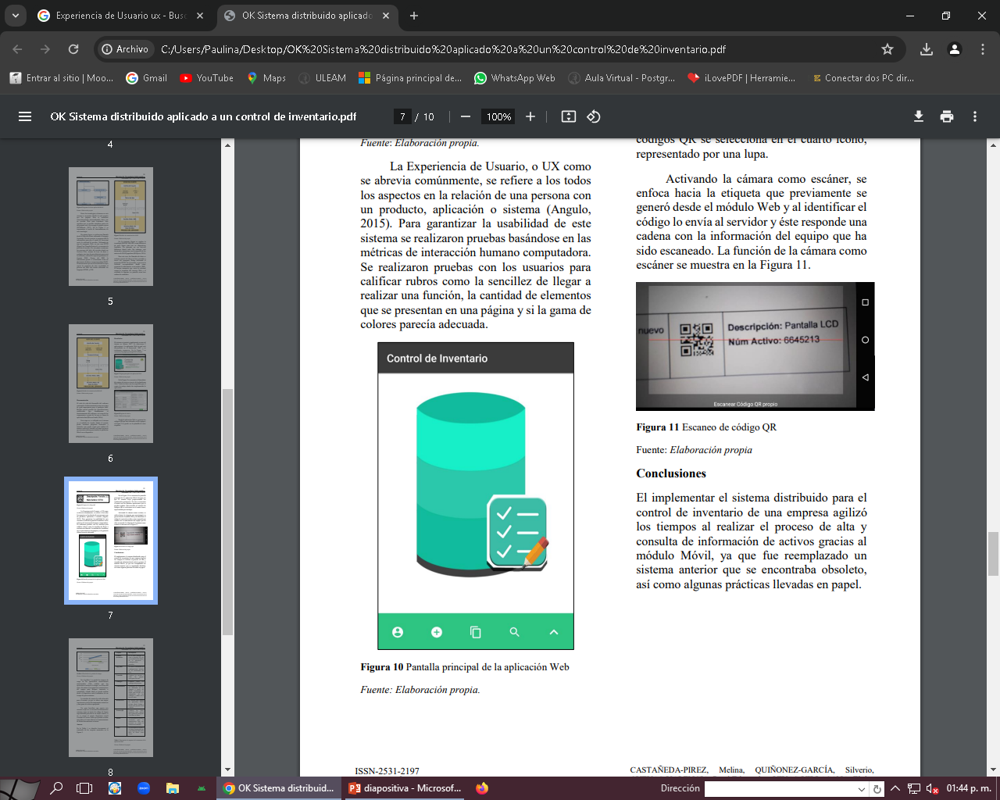 Experiencia de Usuario ux - Bus
OK Sistema distribuido aplicado
Archivo
C:/Users/Paulina/Desktop/OK%20Sistema%20distribuido%20aplicado%20a%20un%20control%20de%20inventario.pdf
Entrar al sitio | Moo...
Gmail
YouTube
Maps
ULEAM
Página principal de...
WhatsApp Web
Aula Virtual - Postgr...
iLovePDF | Herramie...
Conectar dos PC dir...
OK Sistema distribuido aplicado a un control de inventario.pdf
7 / 10
100%
4
5
6
7
8
Fuente: Elaboración propia.
La Experiencia de Usuario, o UX como
se abrevia comúnmente, se refiere a los todos
los aspectos en la relación de una persona con
un producto, aplicación o sistema (Angulo,
2015). Para garantizar la usabilidad de este
sistema se realizaron pruebas basándose en las
métricas de interacción humano computadora.
Se realizaron pruebas con los usuarios para
calificar rubros como la sencillez de llegar a
realizar una función, la cantidad de elementos
que se presentan en una página y si la gama de
colores parecía adecuada.
Control de Inventario
Figura 10 Pantalla principal de la aplicación Web
Fuente: Elaboración propia.
ISSN-2531-2197
códigos QR se selecciona en el cuarto ícono,
representado por una lupa.
Activando la cámara como escáner, se
enfoca hacia la etiqueta que previamente se
generó desde el módulo Web y al identificar el
código lo envía al servidor y éste responde una
cadena con la información del equipo que ha
sido escaneado. La función de la cámara como
escáner se muestra en la Figura 11.
nuevo
Descripción: Pantalla LCD
Núm Activo: 6645213
Escanear Código QR propio
Figura 11 Escaneo de código QR
Fuente: Elaboración propia
Conclusiones
El implementar el sistema distribuido para el
control de inventario de una empresa agilizó
los tiempos al realizar el proceso de alta y
consulta de información de activos gracias al
módulo Móvil, ya que fue reemplazado un
sistema anterior que se encontraba obsoleto,
así como algunas prácticas llevadas en papel.
CASTAÑEDA-PIREZ, Melina, QUIÑONEZ-GARCÍA, Silverio,
OK Sistema distribuid...
diapositiva - Microsof...
Dirección
01:44 p. m.